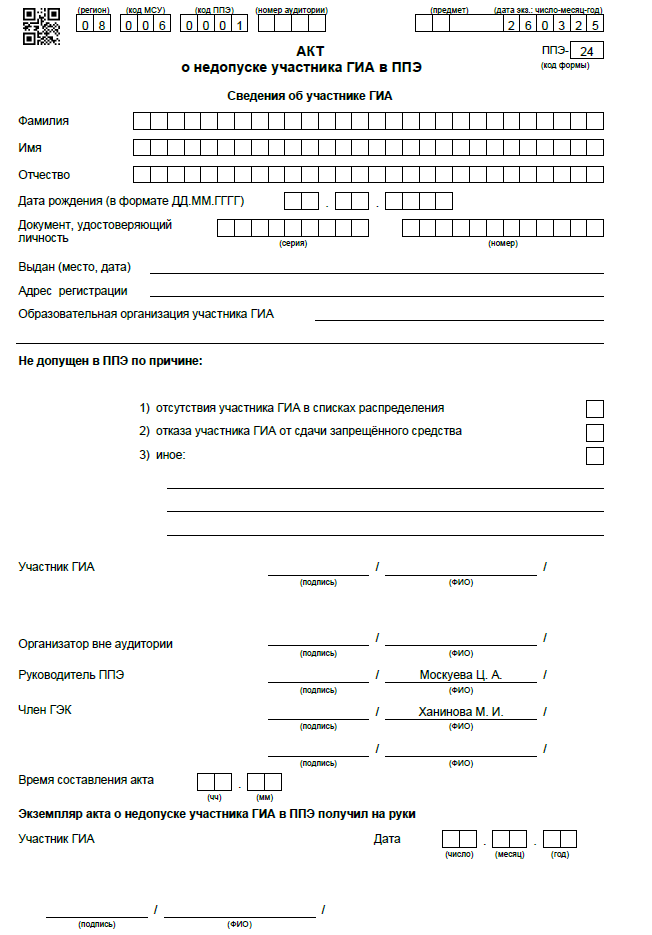 (регион) (код МСУ) (код ППЭ) (номер аудитории) (предмет) (дата экз.: число-месяц-год)
08 006 0001 260325
АКТ
ППЭ- 24
о недопуске участника ГИА в ППЭ
(код формы)
Сведения об участнике ГИА
Фамилия
Имя
Отчество
Дата рождения (в формате ДД.ММ.ГГГГ) . .
Документ, удостоверяющий
личность
(серия) (номер)
Выдан (место, дата)
Адрес регистрации
Образовательная организация участника ГИА
Не допущен в ППЭ по причине:
1) отсутствия участника ГИА в списках распределения
2) отказа участника ГИА от сдачи запрещённого средства
3) иное:
Участник ГИА / /
(подпись) (ФИО)
Организатор вне аудитории / /
(подпись) (ФИО)
Руководитель ППЭ / Москуева Ц. А. /
(подпись) (ФИО)
Член ГЭК / Ханинова М. И. /
(подпись) (ФИО)
/ /
(подпись) (ФИО)
Время составления акта .
(чч) (мм)
Экземпляр акта о недопуске участника ГИА в ППЭ получил на руки
Участник ГИА Дата . .
(число) (месяц) (год)
/ /
(подпись) (ФИО)